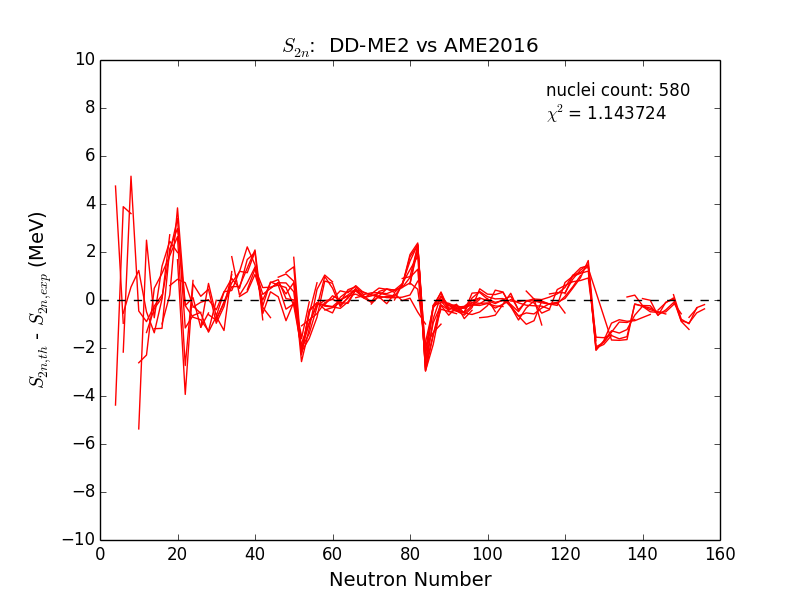 S₂ₙ: DD-ME2 vs AME2016
nuclei count: 580
χ² = 1.143724
S₂ₙ,ₜₕ - S₂ₙ,ₑₓₚ (MeV)
10
8
6
4
2
0
−2
−4
−6
−8
−10
0 20 40 60 80 100 120 140 160
Neutron Number